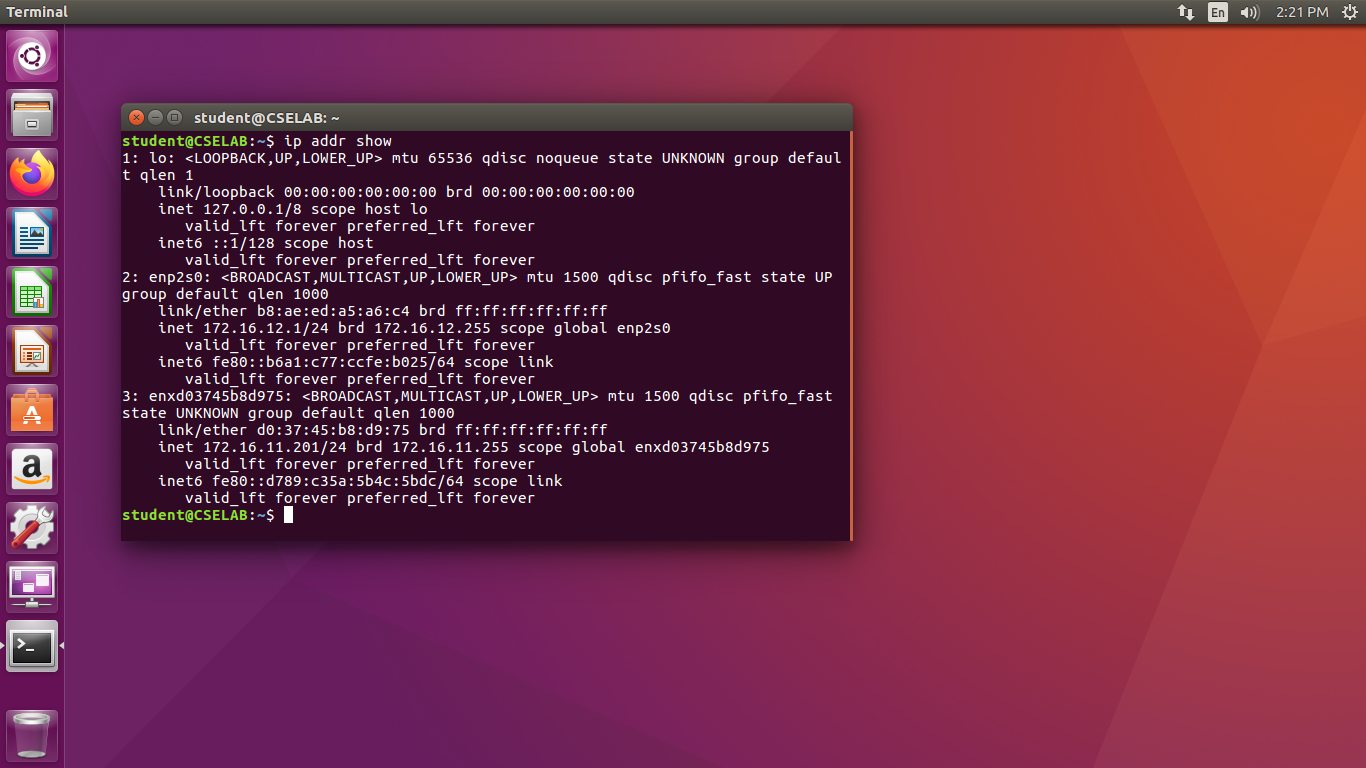 Terminal
En
2:21 PM
student@CSELAB: ~
student@CSELAB:~$ ip addr show
1: lo: <LOOPBACK,UP,LOWER_UP> mtu 65536 qdisc noqueue state UNKNOWN group defaul
t qlen 1
    link/loopback 00:00:00:00:00:00 brd 00:00:00:00:00:00
    inet 127.0.0.1/8 scope host lo
       valid_lft forever preferred_lft forever
    inet6 ::1/128 scope host
       valid_lft forever preferred_lft forever
2: enp2s0: <BROADCAST,MULTICAST,UP,LOWER_UP> mtu 1500 qdisc pfifo_fast state UP
group default qlen 1000
    link/ether b8:ae:ed:a5:a6:c4 brd ff:ff:ff:ff:ff:ff
    inet 172.16.12.1/24 brd 172.16.12.255 scope global enp2s0
       valid_lft forever preferred_lft forever
    inet6 fe80::b6a1:c77:ccfe:b025/64 scope link
       valid_lft forever preferred_lft forever
3: enxd03745b8d975: <BROADCAST,MULTICAST,UP,LOWER_UP> mtu 1500 qdisc pfifo_fast
state UNKNOWN group default qlen 1000
    link/ether d0:37:45:b8:d9:75 brd ff:ff:ff:ff:ff:ff
    inet 172.16.11.201/24 brd 172.16.11.255 scope global enxd03745b8d975
       valid_lft forever preferred_lft forever
    inet6 fe80::d789:c35a:5b4c:5bdc/64 scope link
       valid_lft forever preferred_lft forever
student@CSELAB:~$